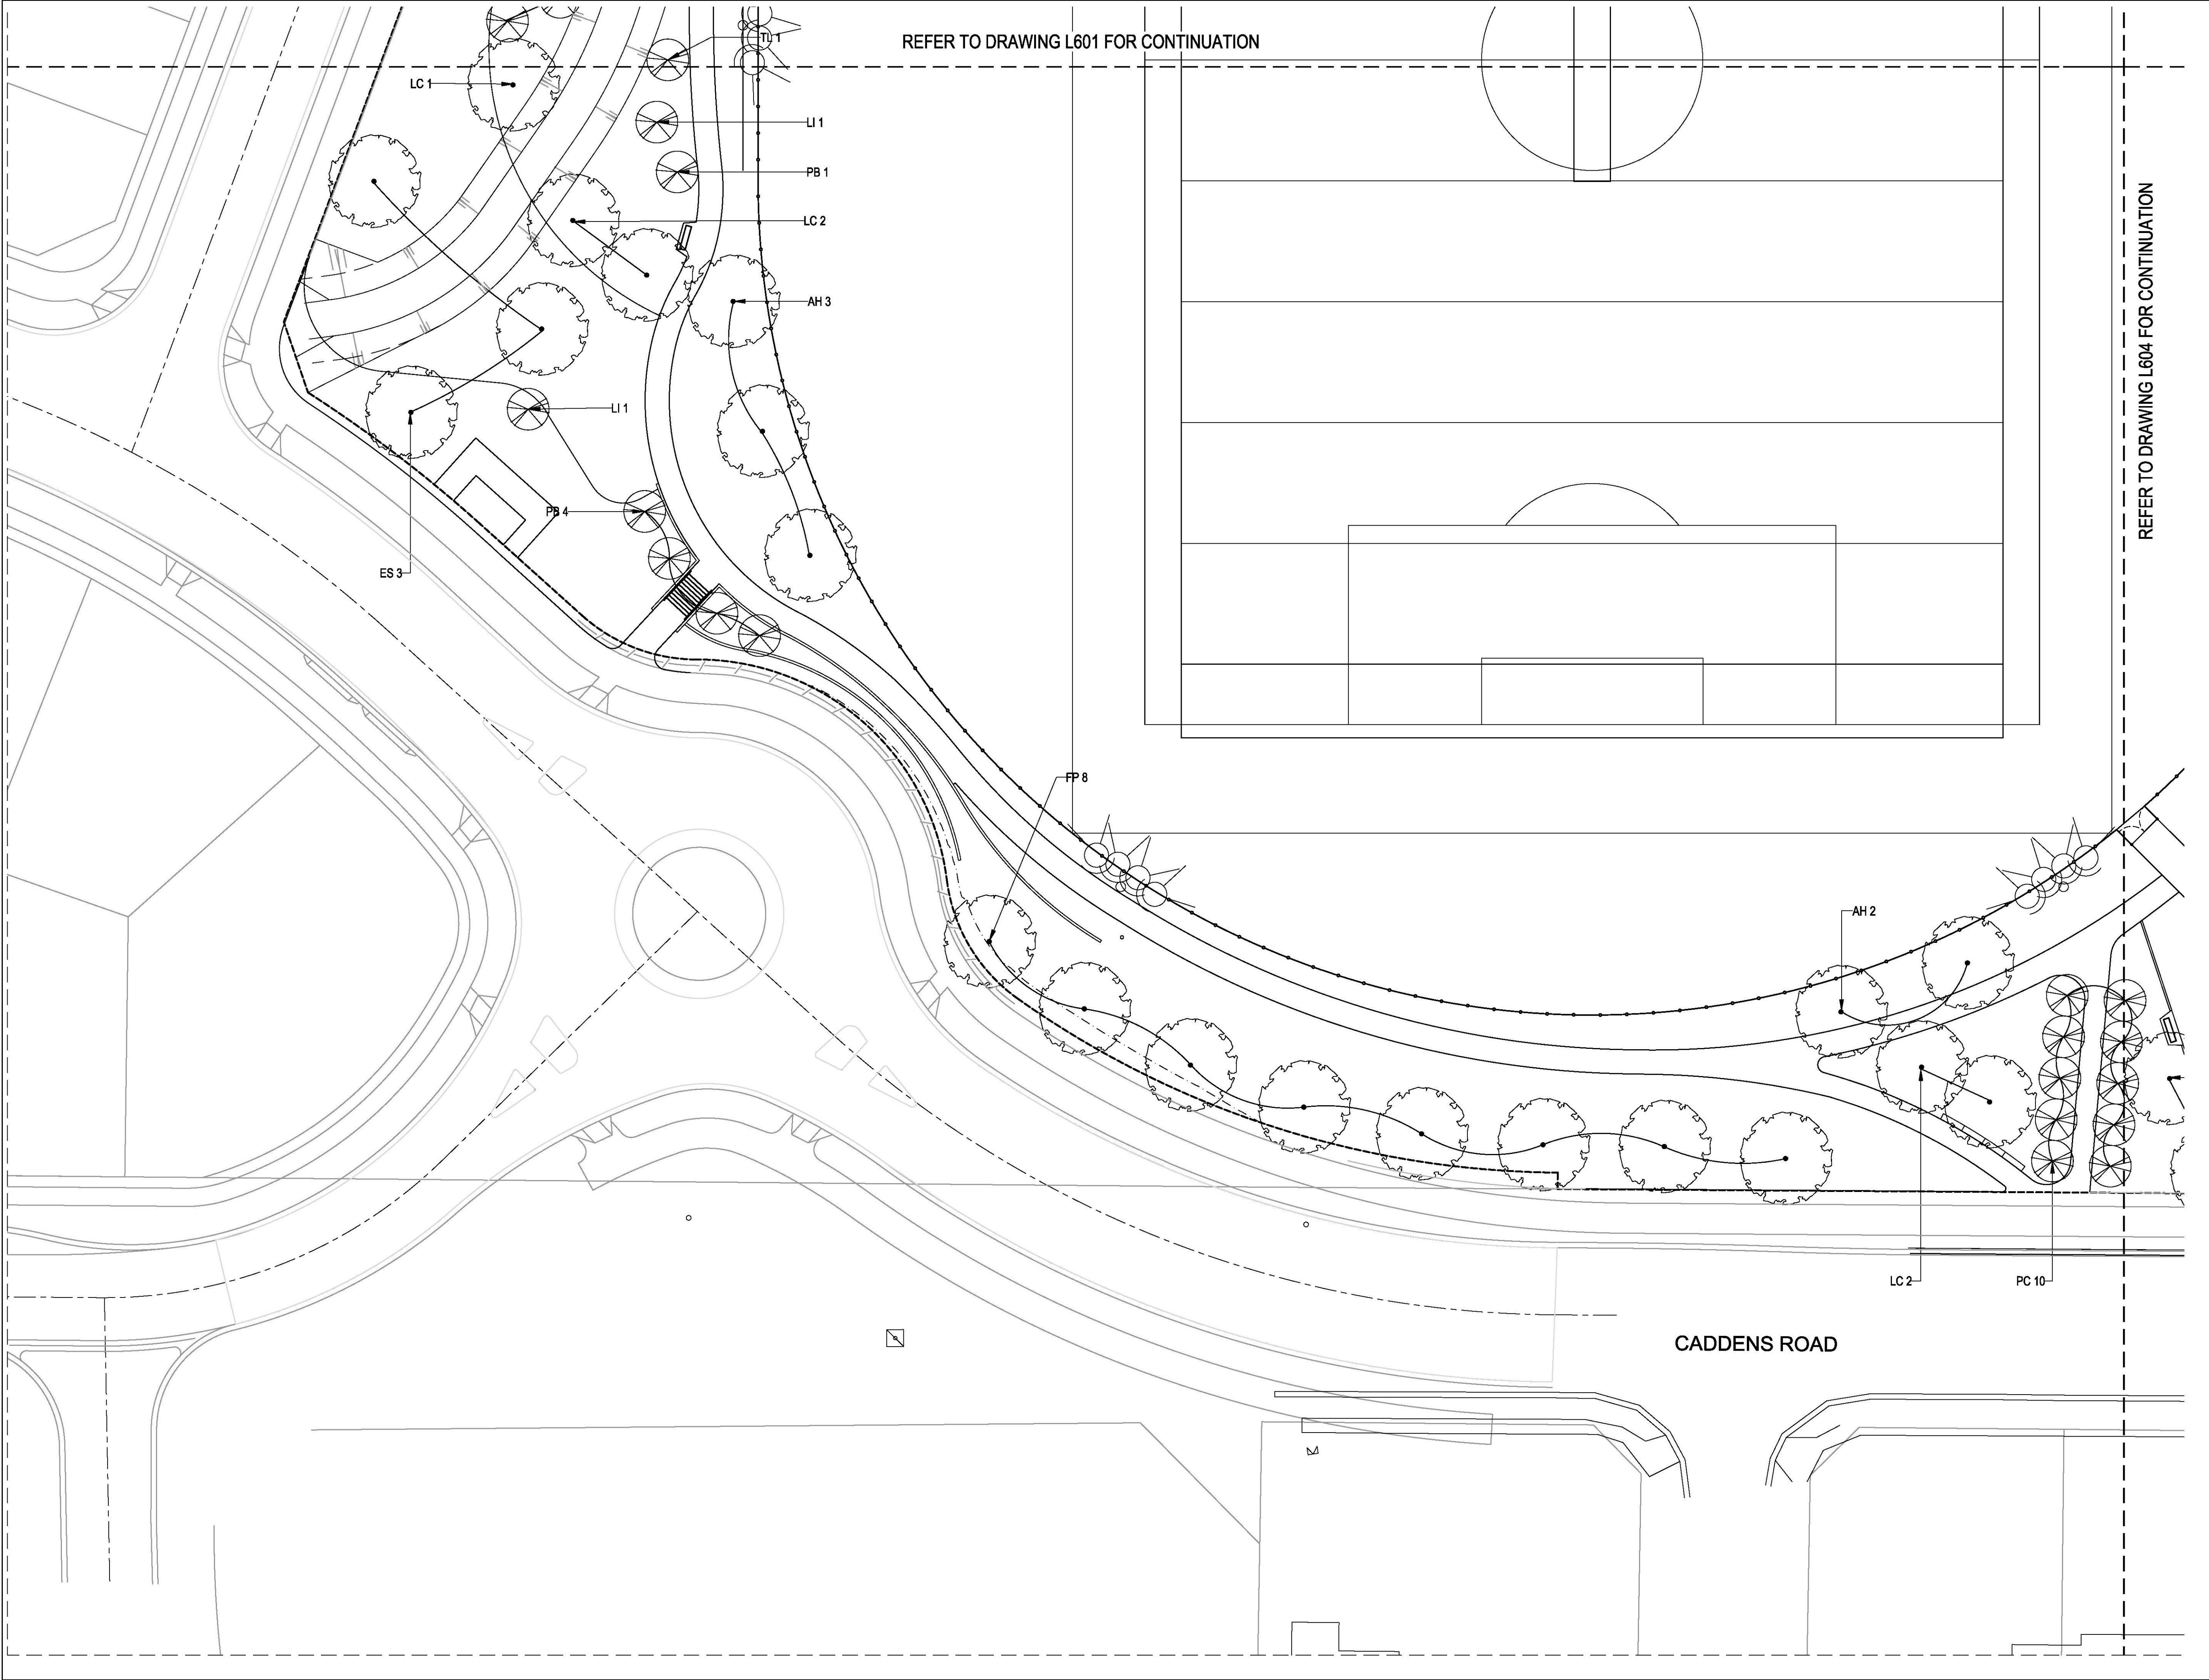 TL 1
REFER TO DRAWING L601 FOR CONTINUATION
LC 1
LI 1
PB 1
LC 2
AH 3
REFER TO DRAWING L604 FOR CONTINUATION
LI 1
PB 4
ES 3
FP 8
AH 2
LC 2
PC 10
CADDENS ROAD